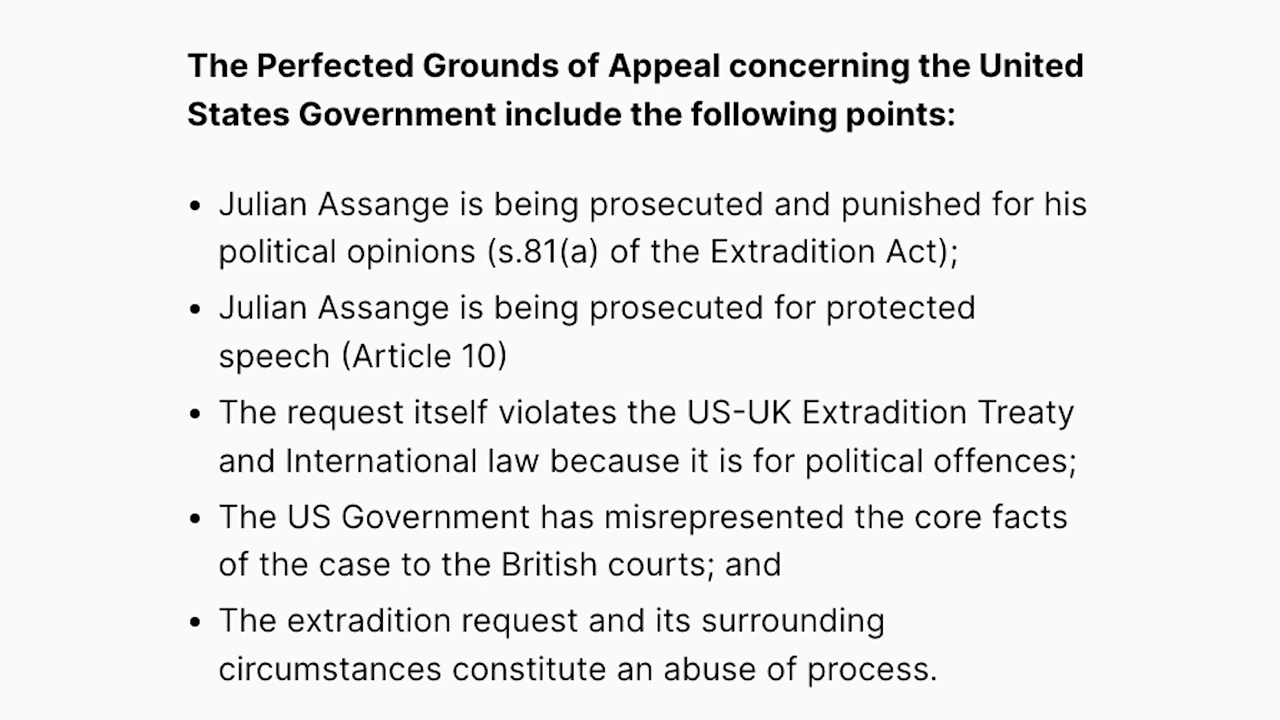 The Perfected Grounds of Appeal concerning the United
States Government include the following points:
• Julian Assange is being prosecuted and punished for his
political opinions (s.81(a) of the Extradition Act);
• Julian Assange is being prosecuted for protected
speech (Article 10)
• The request itself violates the US-UK Extradition Treaty
and International law because it is for political offences;
• The US Government has misrepresented the core facts
of the case to the British courts; and
• The extradition request and its surrounding
circumstances constitute an abuse of process.